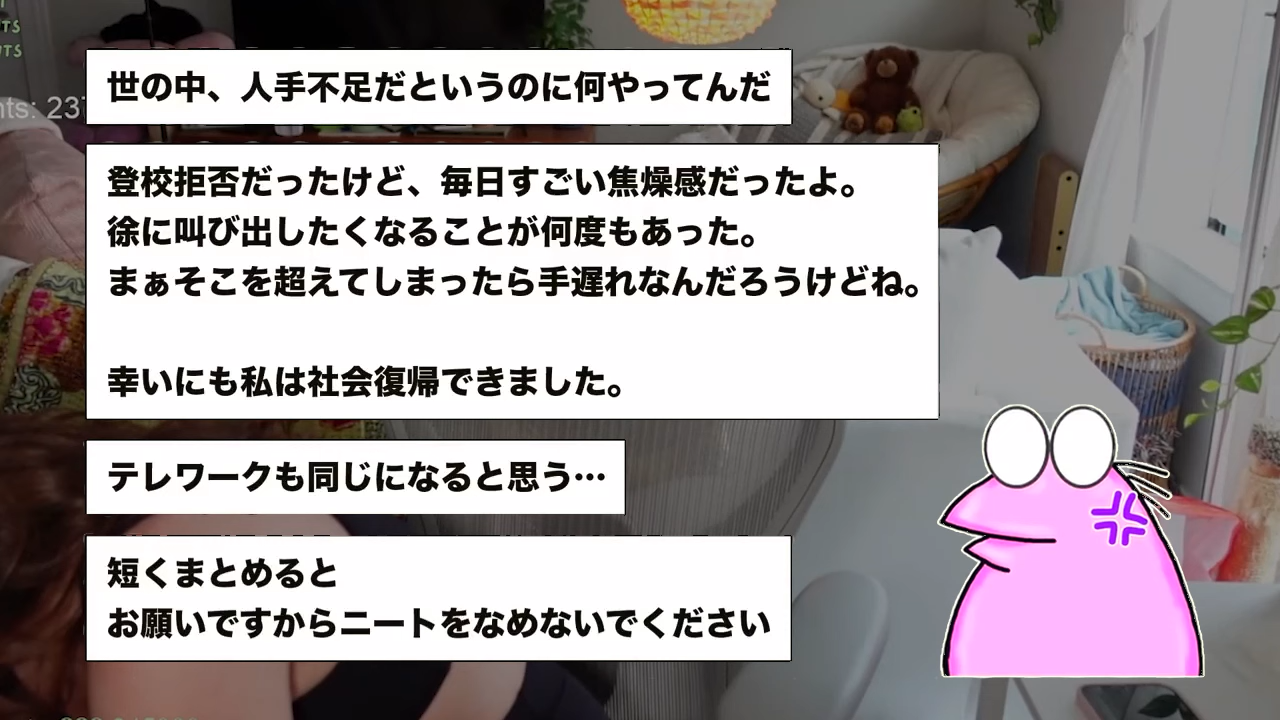 世の中、人手不足だというのに何やってんだ
登校拒否だったけど、毎日すごい焦燥感だったよ。
徐に叫び出したくなることが何度もあった。
まぁそこを超えてしまったら手遅れなんだろうけどね。
幸いにも私は社会復帰できました。
テレワークも同じになると思う…
短くまとめると
お願いですからニートをなめないでください